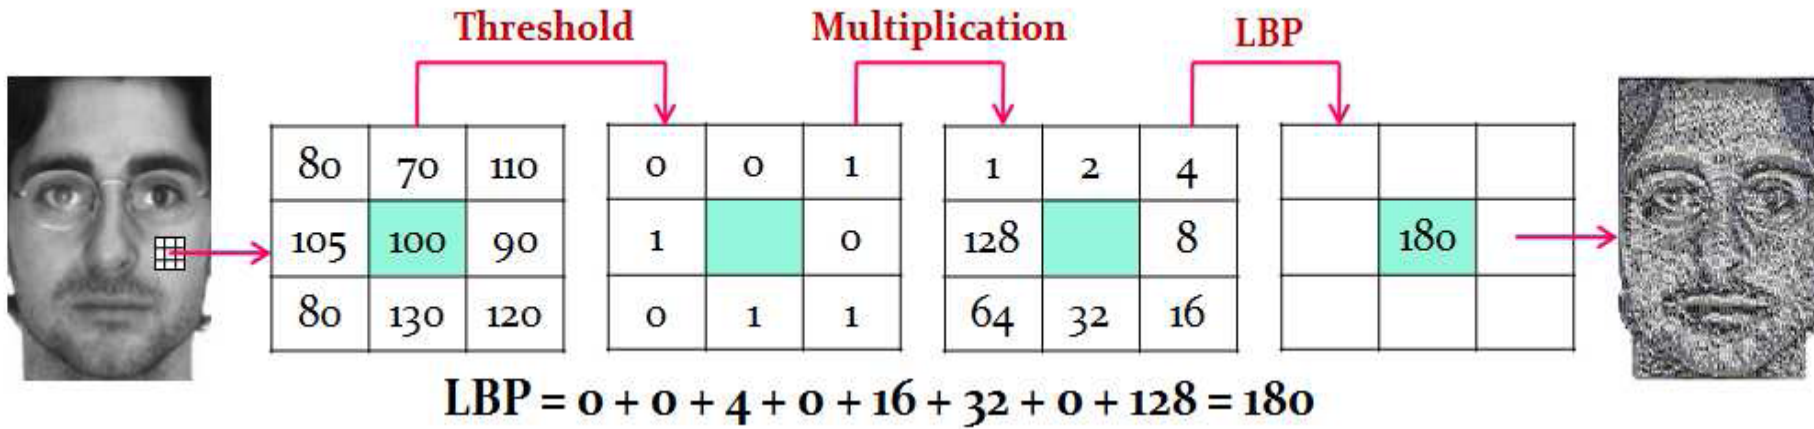 Threshold Multiplication LBP
80 70 110 0 0 1 1 2 4
105 100 90 1 0 128 8 180
80 130 120 0 1 1 64 32 16
LBP = 0 + 0 + 4 + 0 + 16 + 32 + 0 + 128 = 180